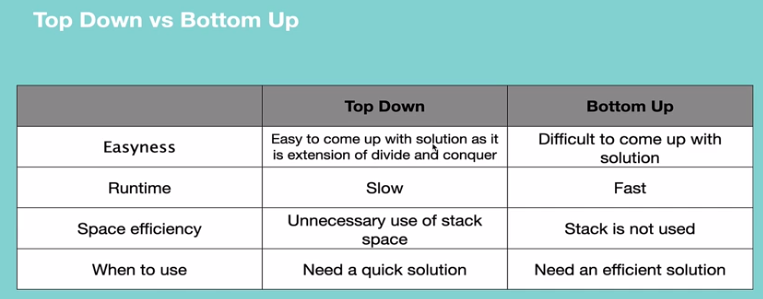 Top Down vs Bottom Up
Top Down
Bottom Up
Easyness
Easy to come up with solution as it
is extension of divide and conquer
Difficult to come up with
solution
Runtime
Slow
Fast
Space efficiency
Unnecessary use of stack
space
Stack is not used
When to use
Need a quick solution
Need an efficient solution